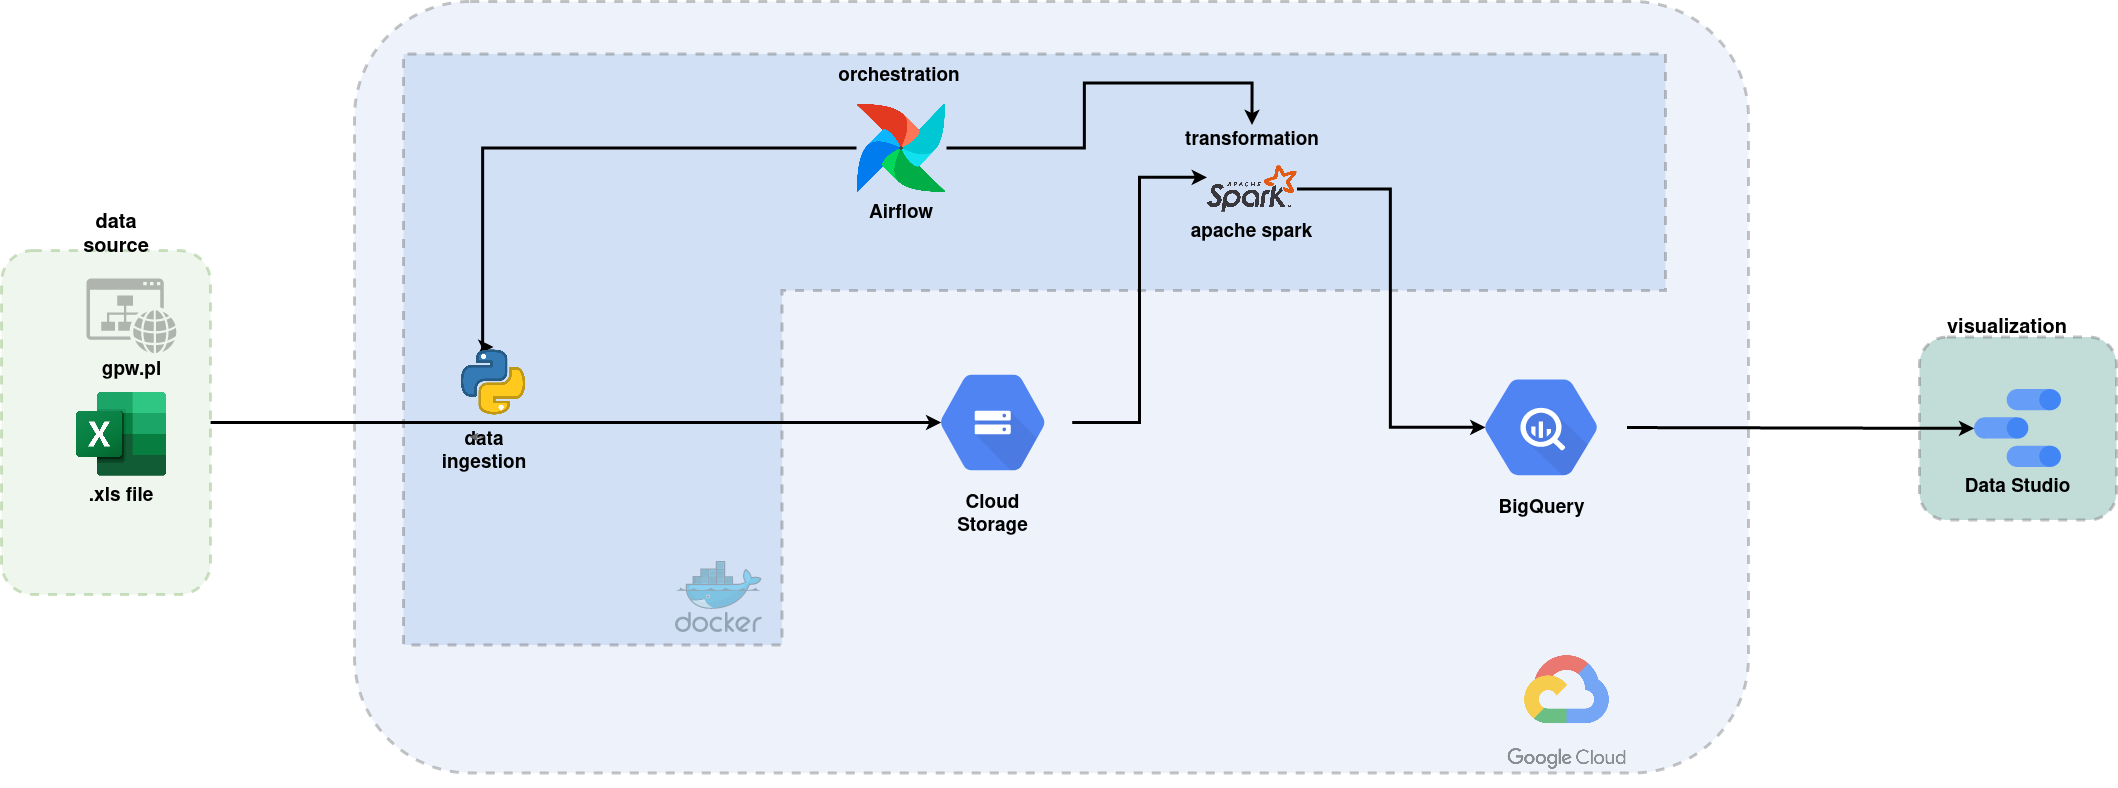 data
source
gpw.pl
X
.xls file
orchestration
Airflow
transformation
APACHE
Spark
apache spark
data
ingestion
docker
Cloud
Storage
BigQuery
Google Cloud
visualization
Data Studio